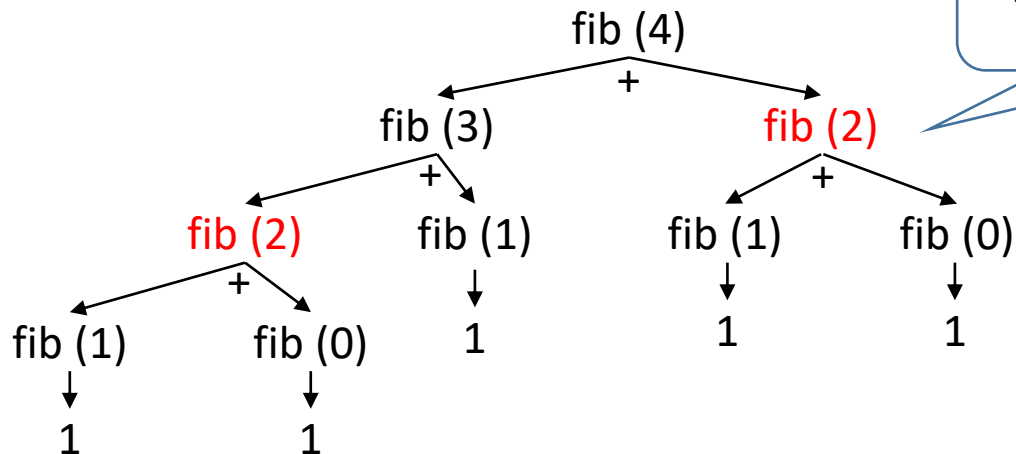 fib (4)
+
fib (3)
fib (2)
+
+
fib (2)
fib (1)
fib (1)
fib (0)
+
fib (1)
fib (0)
1
1
1
1
1